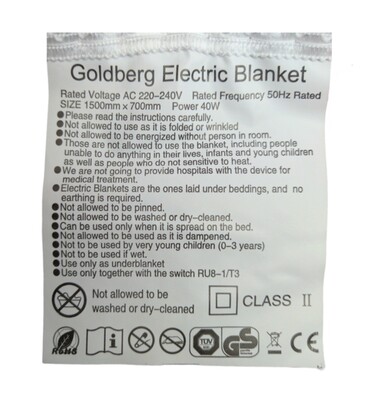 Goldberg Electric Blanket
Rated Voltage AC 220-240V Rated Frequency 50Hz Rated
SIZE 1500mm×700mm Power 40W
●Please read the instructions carefully.
●Not allowed to use as it is folded or wrinkled
●Not allowed to be energized without person in room.
●Those are not allowed to use the blanket, including people
unable to do anything in their lives, infants and young children
as well as people who do not sensitive to heat.
●We are not going to provide hospitals with the device for
medical treatment.
●Electric Blankets are the ones laid under beddings, and no
earthing is required.
●Not allowed to be pinned.
●Not allowed to be washed or dry-cleaned.
●Can be used only when it is spread on the bed.
●Not allowed to be used as it is dampened.
●Not to be used by very young children (0-3 years)
●Not to be used if wet.
●Use only as underblanket
●Use only together with the switch RU8-1/T3
Not allowed to be
washed or dry-cleaned
CLASS II
ROHS
i
TUV
GS
CE